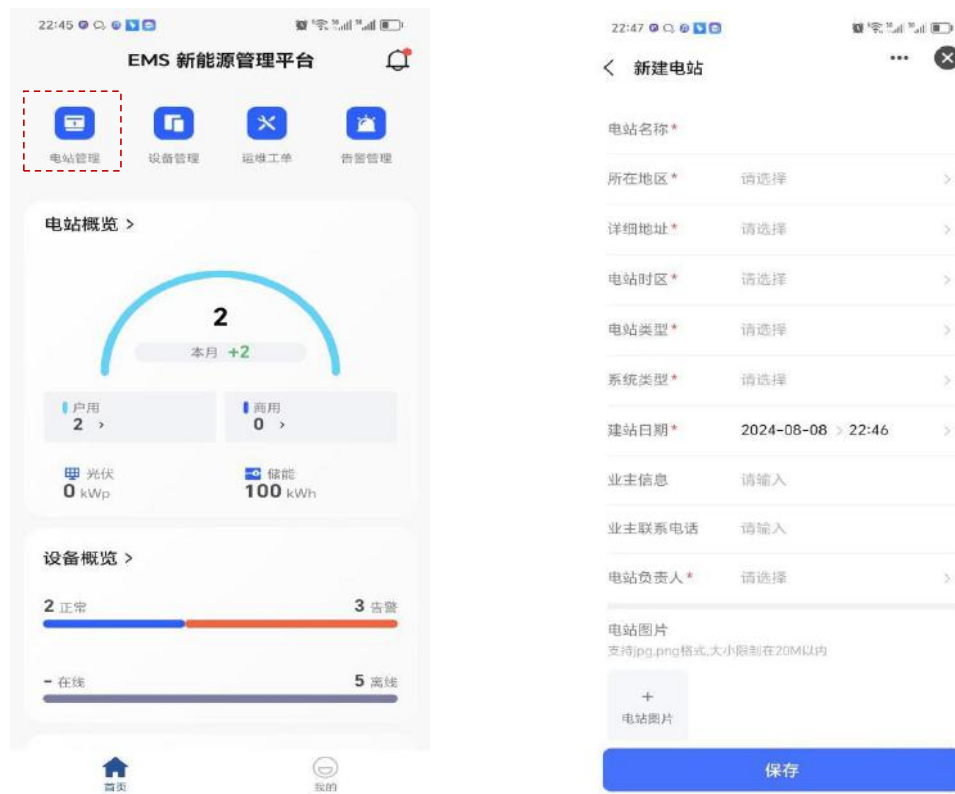 22:45
EMS 新能源管理平台
电站管理 设备管理 运维工单 告警管理
电站概览 >
2
本月 +2
户用 商用
2 > 0 >
光伏 储能
0 kWp 100 kWh
设备概览 >
2 正常 3 告警
- 在线 5 离线
首页 我的
22:47
新建电站
电站名称*
所在地区* 请选择
详细地址* 请选择
电站时区* 请选择
电站类型* 请选择
系统类型* 请选择
建站日期* 2024-08-08 > 22:46
业主信息 请输入
业主联系电话 请输入
电站负责人* 请选择
电站图片
支持jpg.png格式,大小限制在20M以内
+
电站图片
保存